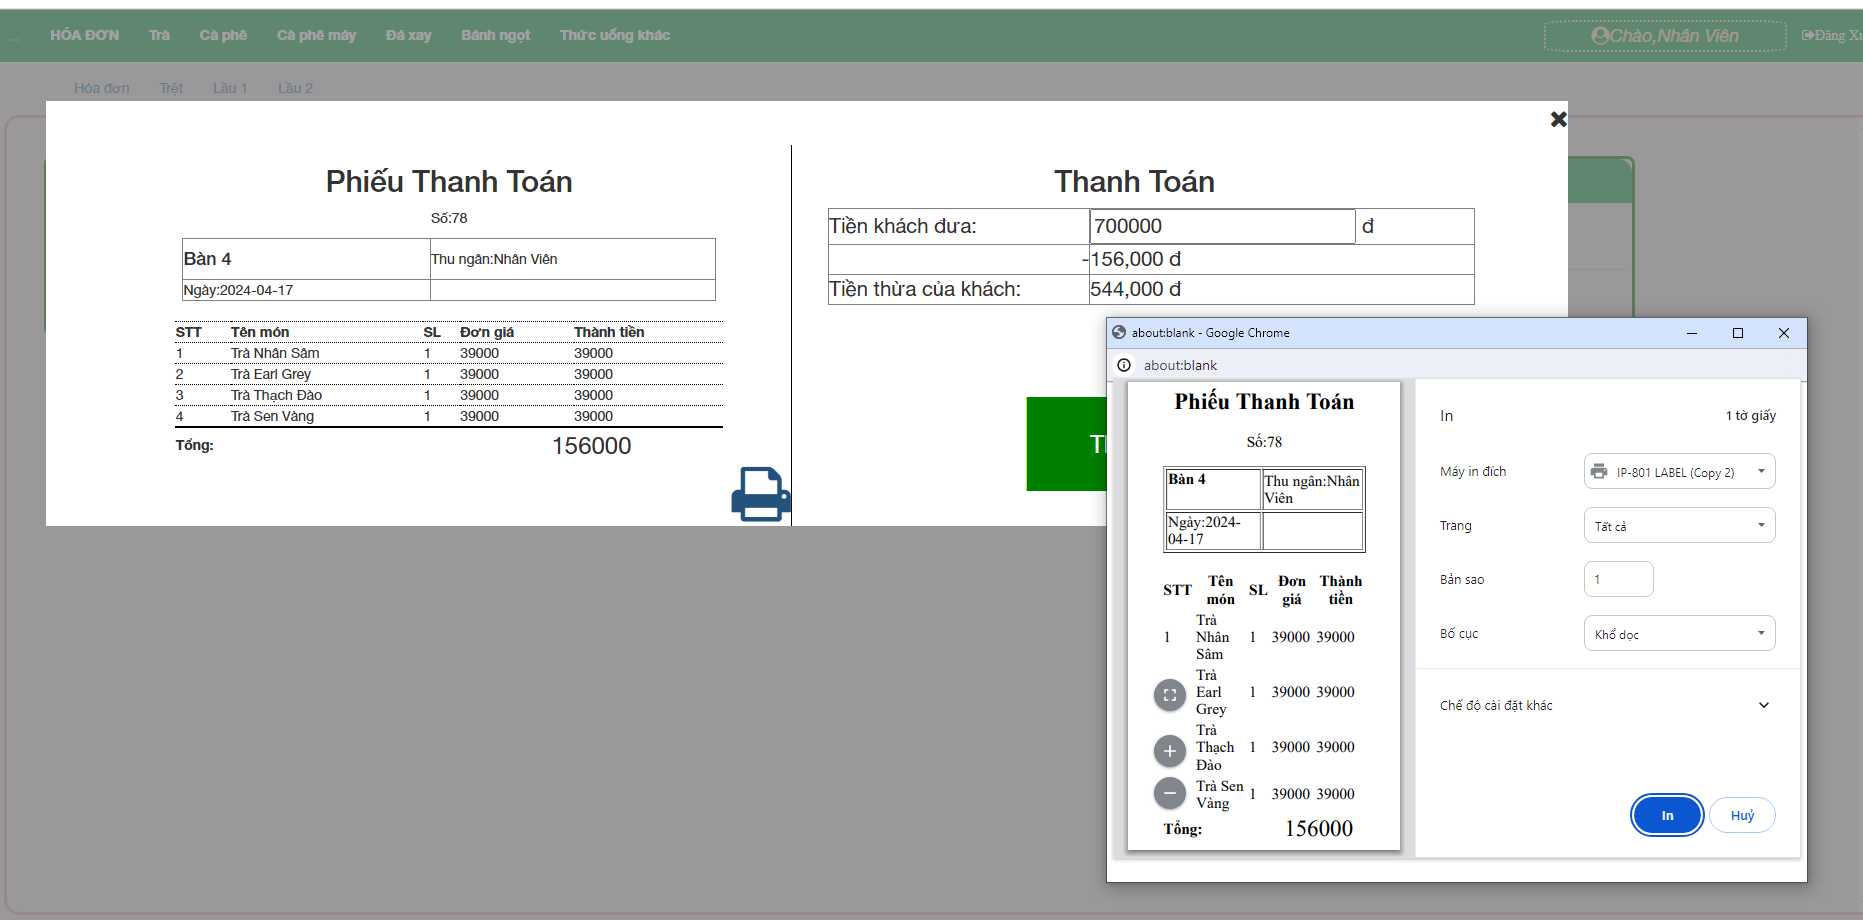 ... HÓA ĐƠN Trà Cà phê Cà phê máy Đá xay Bánh ngọt Thức uống khác Chào,Nhân Viên Đăng Xu
Hóa đơn Trệt Lầu 1 Lầu 2
Phiếu Thanh Toán
Số:78
Bàn 4 Thu ngân:Nhân Viên
Ngày:2024-04-17
STT Tên món SL Đơn giá Thành tiền
1 Trà Nhân Sâm 1 39000 39000
2 Trà Earl Grey 1 39000 39000
3 Trà Thạch Đào 1 39000 39000
4 Trà Sen Vàng 1 39000 39000
Tổng: 156000
Thanh Toán
Tiền khách đưa: 700000 đ
-156,000 đ
Tiền thừa của khách: 544,000 đ
about:blank - Google Chrome
about:blank
Phiếu Thanh Toán
Số:78
Bàn 4 Thu ngân:Nhân
Viên
Ngày:2024-
04-17
STT Tên món SL Đơn giá Thành tiền
1 Trà Nhân Sâm 1 39000 39000
Trà Earl Grey 1 39000 39000
Trà Thạch Đào 1 39000 39000
Trà Sen Vàng 1 39000 39000
Tổng: 156000
In 1 tờ giấy
Máy in đích IP-801 LABEL (Copy 2)
Trang Tất cả
Bản sao 1
Bố cục Khổ dọc
Chế độ cài đặt khác
In Huỷ